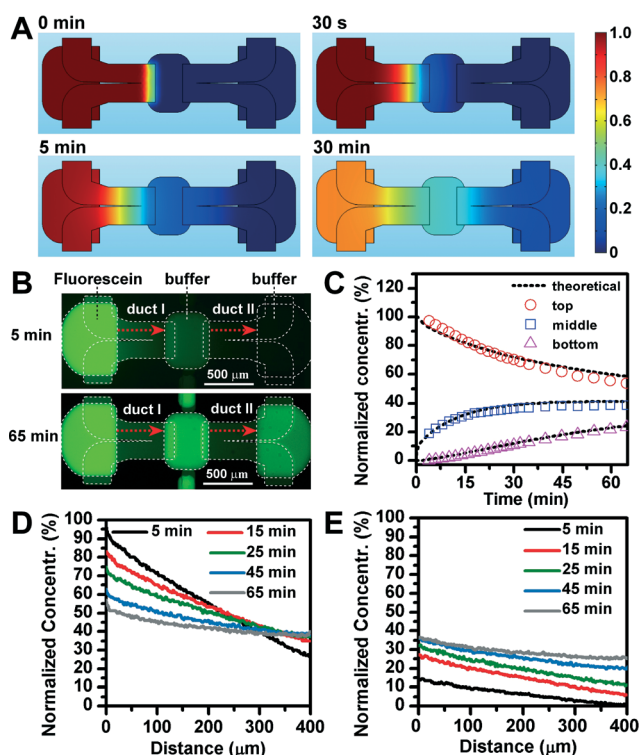 A
0 min
30 s
5 min
30 min
1.0
0.8
0.6
0.4
0.2
0
B
Fluorescein buffer buffer
duct I duct II
5 min
500 μm
duct I duct II
65 min
500 μm
C
Normalized concentr. (%)
120
100
80
60
40
20
0
theoretical
top
middle
bottom
0 15 30 45 60
Time (min)
D
Normalized Concentr. (%)
100
90
80
70
60
50
40
30
20
10
0
5 min
15 min
25 min
45 min
65 min
0 100 200 300 400
Distance (μm)
E
Normalized Concentr. (%)
100
90
80
70
60
50
40
30
20
10
0
5 min
15 min
25 min
45 min
65 min
0 100 200 300 400
Distance (μm)